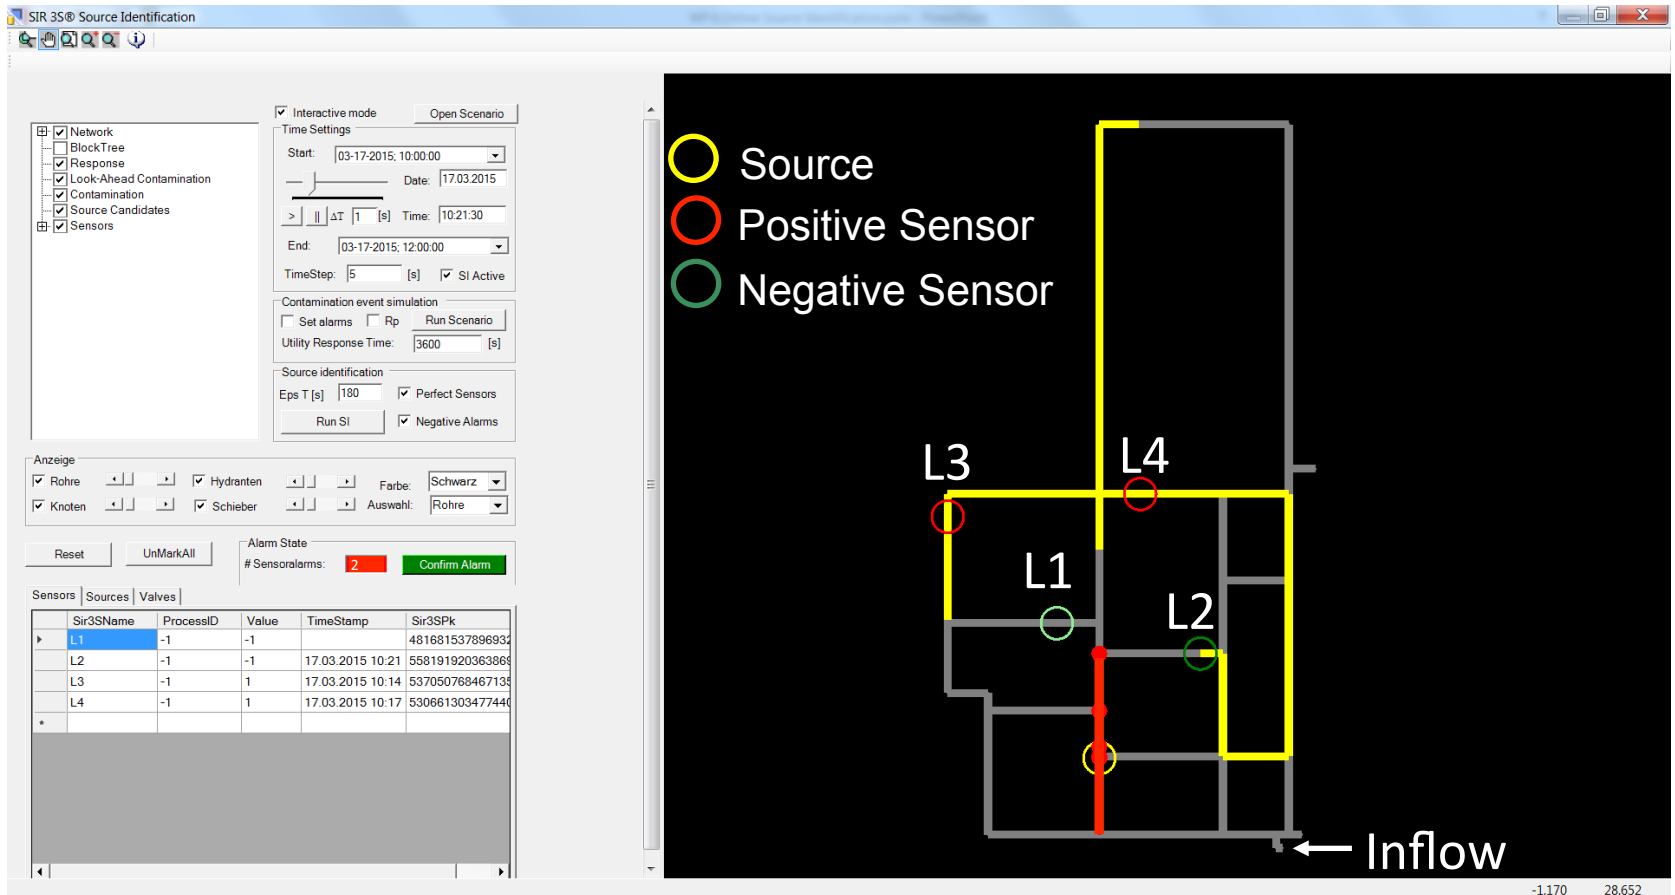 SIR 3S® Source Identification
Interactive mode
Open Scenario
Network
BlockTree
Response
Look-Ahead Contamination
Contamination
Source Candidates
Sensors
Time Settings
Start: 03-17-2015; 10:00:00
Date: 17.03.2015
> || ΔT 1 [s] Time: 10:21:30
End: 03-17-2015; 12:00:00
TimeStep: 5 [s] SI Active
Contamination event simulation
Set alarms Rp Run Scenario
Utility Response Time: 3600 [s]
Source identification
Eps T [s] 180 Perfect Sensors
Run SI Negative Alarms
Anzeige
Rohre Hydranten Farbe: Schwarz
Knoten Schieber Auswahl: Rohre
Reset UnMarkAll
Alarm State
# Sensoralarms: 2 Confirm Alarm
Sensors Sources Valves
Sir3SName ProcessID Value TimeStamp Sir3SPk
L1 -1 -1 481681537896932
L2 -1 -1 17.03.2015 10:21 558191920363869
L3 -1 1 17.03.2015 10:14 537050768467135
L4 -1 1 17.03.2015 10:17 530661303477440
*
Source
Positive Sensor
Negative Sensor
L3
L4
L1
L2
Inflow
-1.170 28.652